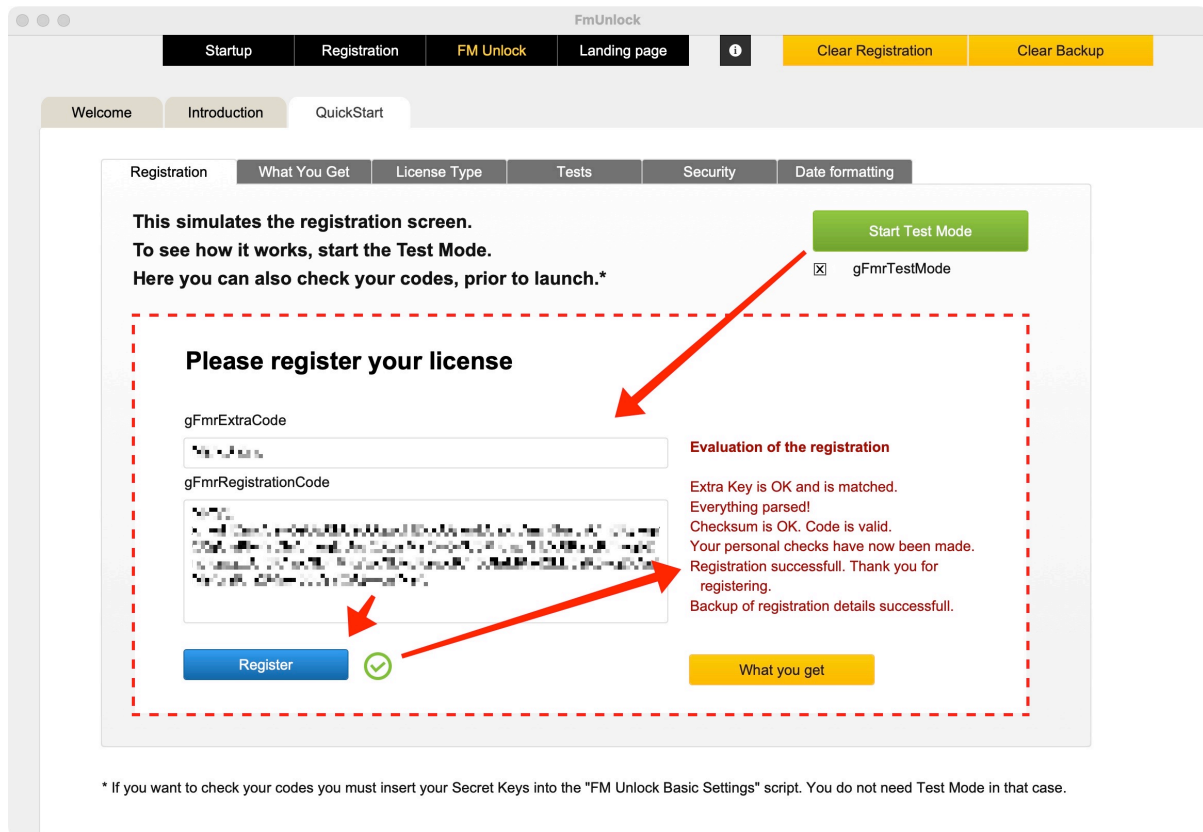 FmUnlock
Startup Registration FM Unlock Landing page Clear Registration Clear Backup
Welcome Introduction QuickStart
Registration What You Get License Type Tests Security Date formatting
This simulates the registration screen.
To see how it works, start the Test Mode.
Here you can also check your codes, prior to launch.*
Start Test Mode
gFmrTestMode
Please register your license
gFmrExtraCode
gFmrRegistrationCode
Evaluation of the registration
Extra Key is OK and is matched.
Everything parsed!
Checksum is OK. Code is valid.
Your personal checks have now been made.
Registration successfull. Thank you for
registering.
Backup of registration details successfull.
Register
What you get
* If you want to check your codes you must insert your Secret Keys into the "FM Unlock Basic Settings" script. You do not need Test Mode in that case.